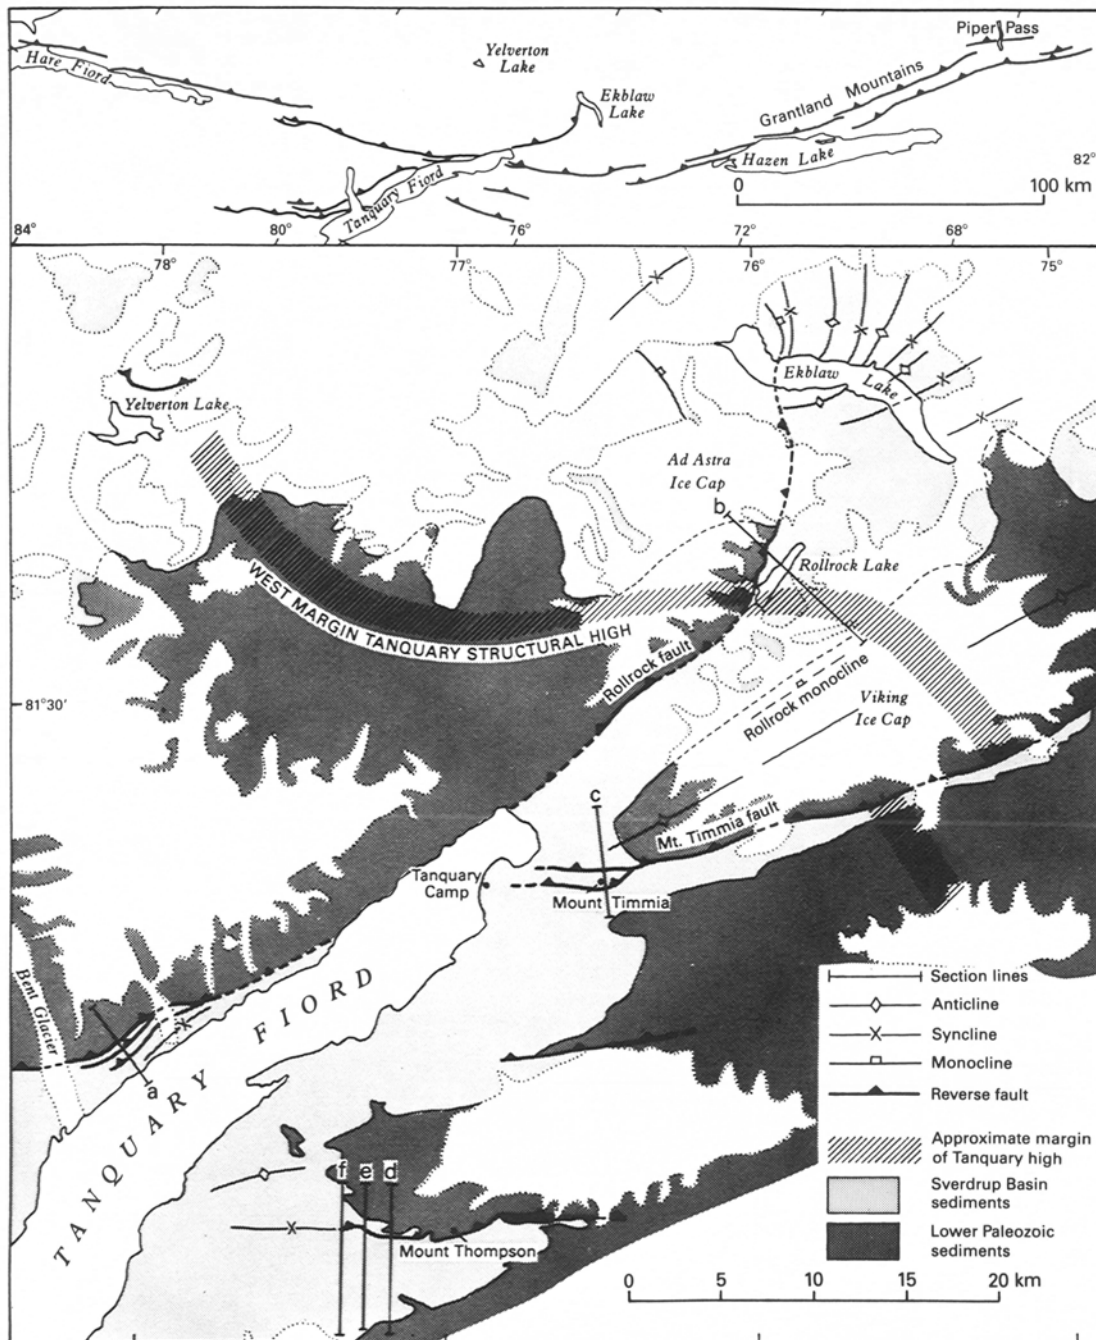 Piper Pass
Yelverton
Lake
Hare Fiord
Ekblaw
Lake
Grantland Mountains
Hazen Lake
82°
0 100 km
Tanquary Fiord
84° 80° 76° 72° 68°
78° 77° 76° 75°
Ekblaw
Lake
Yelverton Lake
Ad Astra
Ice Cap
b
Rollrock Lake
WEST MARGIN TANQUARY STRUCTURAL HIGH
Rollrock fault
Rollrock monocline
81°30'
Viking
Ice Cap
c
Mt. Timmia fault
Tanquary
Camp
Mount Timmia
Bent Glacier
a
TANQUARY FIORD
f e d
Mount Thompson
Section lines
Anticline
Syncline
Monocline
Reverse fault
Approximate margin
of Tanquary high
Sverdrup Basin
sediments
Lower Paleozoic
sediments
0 5 10 15 20 km